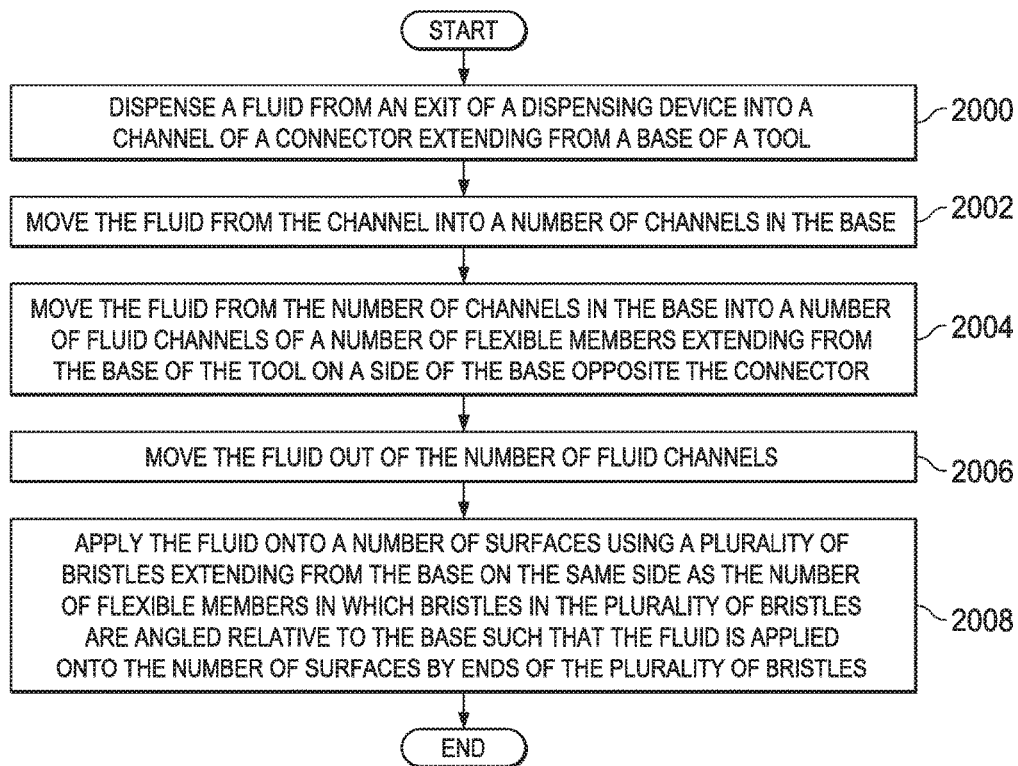 START
DISPENSE A FLUID FROM AN EXIT OF A DISPENSING DEVICE INTO A
CHANNEL OF A CONNECTOR EXTENDING FROM A BASE OF A TOOL
2000
MOVE THE FLUID FROM THE CHANNEL INTO A NUMBER OF CHANNELS IN THE BASE
2002
MOVE THE FLUID FROM THE NUMBER OF CHANNELS IN THE BASE INTO A NUMBER
OF FLUID CHANNELS OF A NUMBER OF FLEXIBLE MEMBERS EXTENDING FROM
THE BASE OF THE TOOL ON A SIDE OF THE BASE OPPOSITE THE CONNECTOR
2004
MOVE THE FLUID OUT OF THE NUMBER OF FLUID CHANNELS
2006
APPLY THE FLUID ONTO A NUMBER OF SURFACES USING A PLURALITY OF
BRISTLES EXTENDING FROM THE BASE ON THE SAME SIDE AS THE NUMBER
OF FLEXIBLE MEMBERS IN WHICH BRISTLES IN THE PLURALITY OF BRISTLES
ARE ANGLED RELATIVE TO THE BASE SUCH THAT THE FLUID IS APPLIED
ONTO THE NUMBER OF SURFACES BY ENDS OF THE PLURALITY OF BRISTLES
2008
END